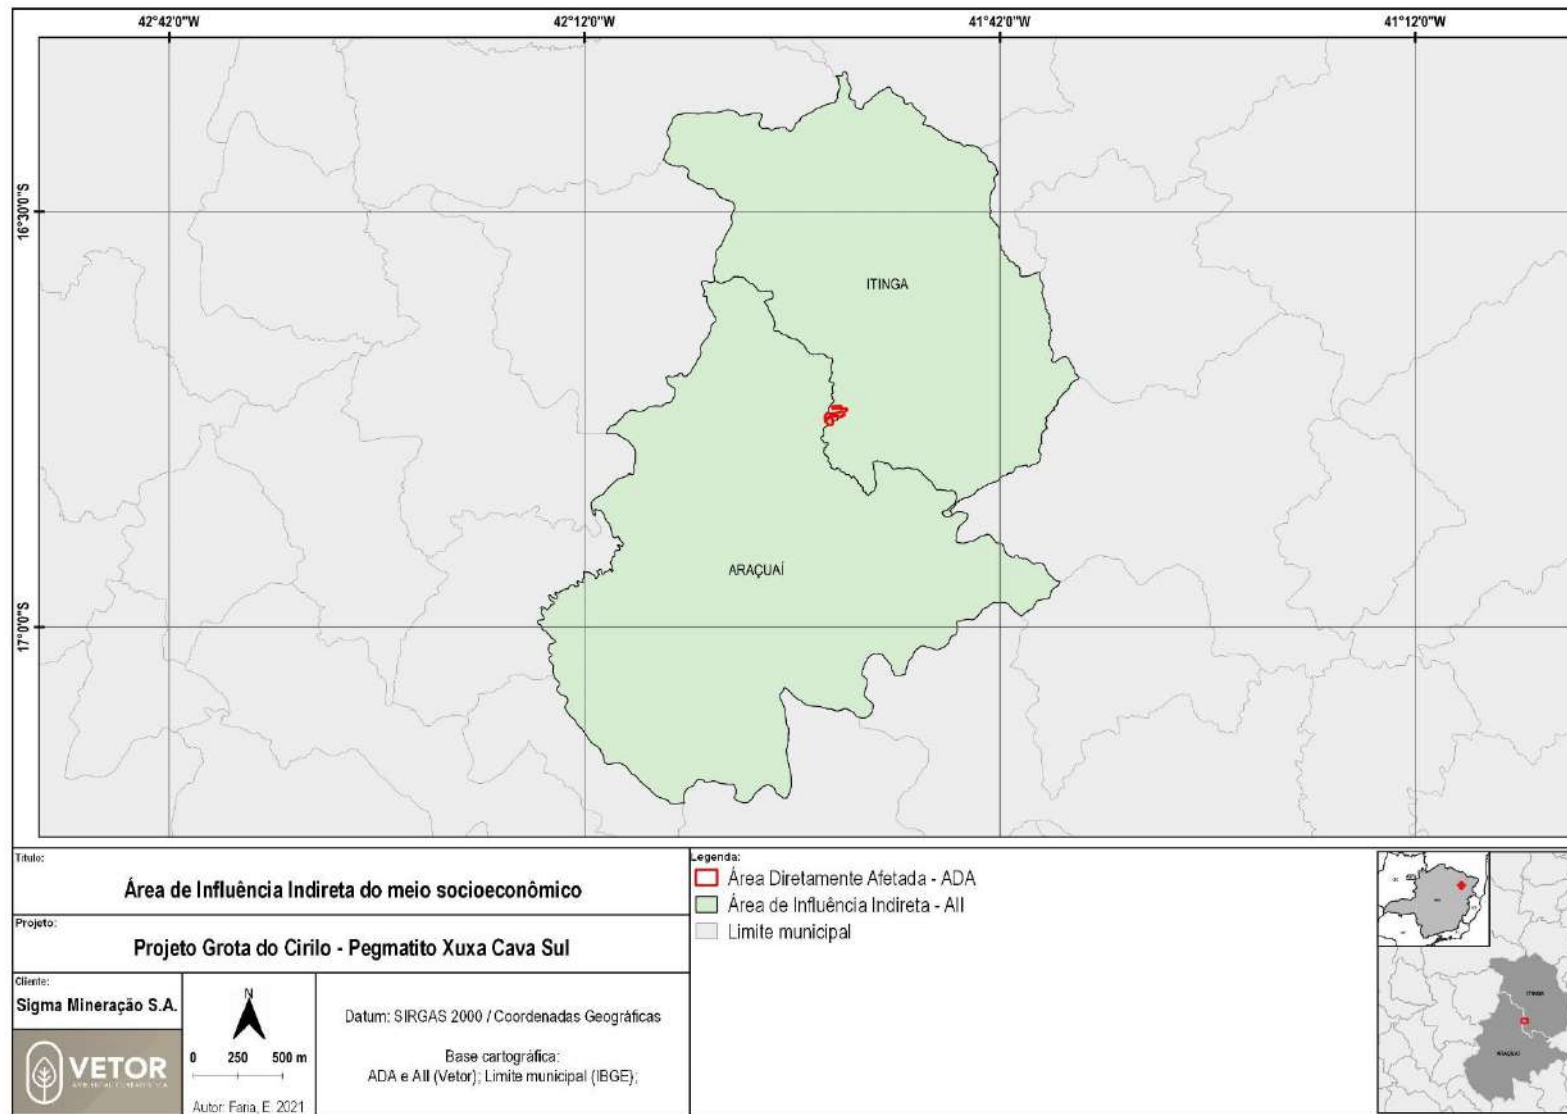 42°42'0"W
42°12'0"W
41°42'0"W
41°12'0"W
16°30'0"S
17°0'0"S
ITINGA
ARAÇUAÍ
Título:
Área de Influência Indireta do meio socioeconômico
Projeto:
Projeto Grota do Cirilo - Pegmatito Xuxa Cava Sul
Cliente:
Sigma Mineração S.A.
VETOR
N
0 250 500 m
Autor: Faria, E. 2021
Datum: SIRGAS 2000 / Coordenadas Geográficas
Base cartográfica:
ADA e AII (Vetor); Limite municipal (IBGE);
Legenda:
Área Diretamente Afetada - ADA
Área de Influência Indireta - AII
Limite municipal
ITINGA
ARAÇUAÍ